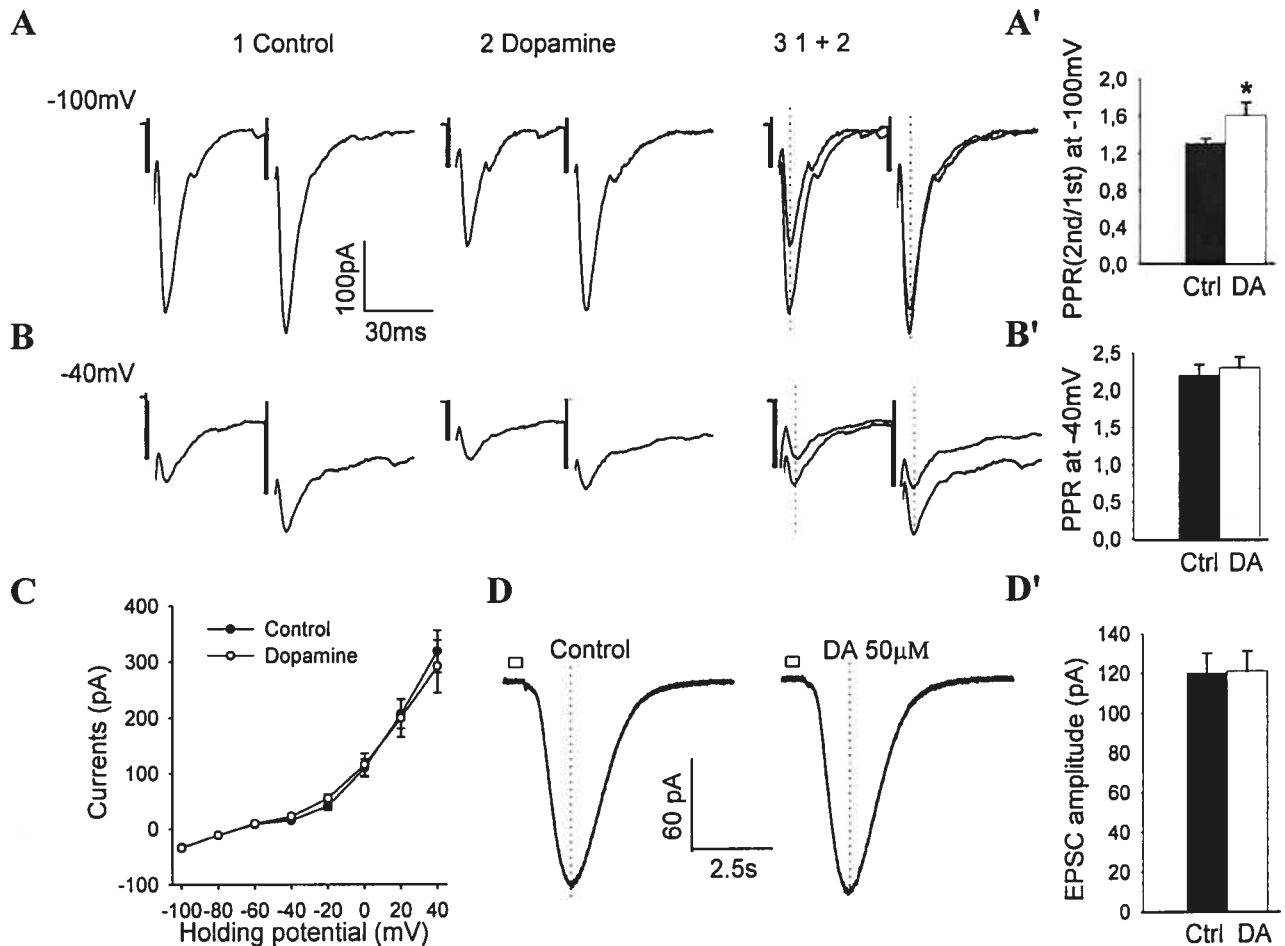 A
1 Control
2 Dopamine
3 1 + 2
-100mV
100pA
30ms
A'
PPR(2nd/1st) at -100mV
2,0
1,6
1,2
0,8
0,4
0,0
*
Ctrl DA
B
-40mV
B'
PPR at -40mV
2,5
2,0
1,5
1,0
0,5
0,0
Ctrl DA
C
Currents (pA)
400
300
200
100
0
-100
Control
Dopamine
-100 -80 -60 -40 -20 0 20 40
Holding potential (mV)
D
Control
DA 50µM
60 pA
2.5s
D'
EPSC amplitude (pA)
140
120
100
80
60
40
20
0
Ctrl DA